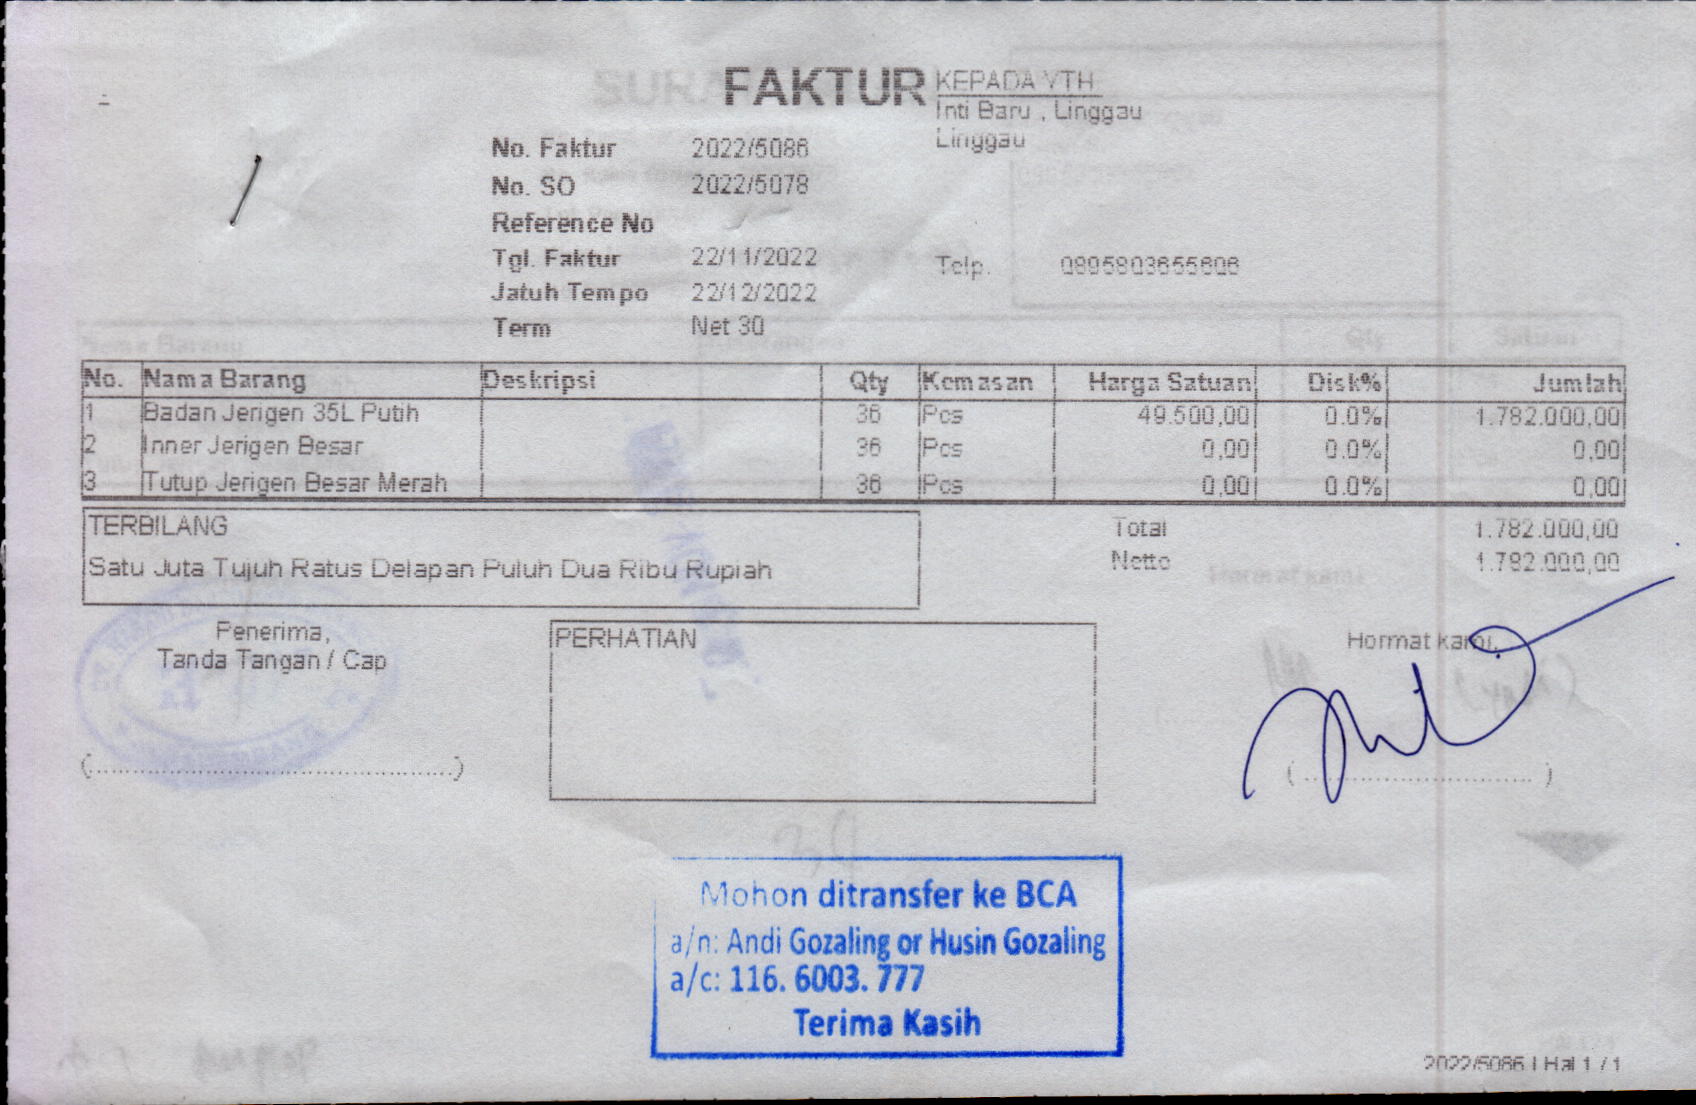 FAKTUR
KEPADA YTH
Inti Baru , Linggau
Linggau
No. Faktur 2022/5086
No. SO 2022/5078
Reference No
Tgl. Faktur 22/11/2022
Telp. 0895803655606
Jatuh Tempo 22/12/2022
Term Net 30
No. Nama Barang Deskripsi Qty Kemasan Harga Satuan Disk% Jumlah
1 Badan Jerigen 35L Putih 36 Pcs 49.500,00 0.0% 1.782.000,00
2 Inner Jerigen Besar 36 Pcs 0,00 0.0% 0,00
3 Tutup Jerigen Besar Merah 36 Pcs 0,00 0.0% 0,00
TERBILANG
Satu Juta Tujuh Ratus Delapan Puluh Dua Ribu Rupiah
Total 1.782.000,00
Netto 1.782.000,00
Penerima,
Tanda Tangan / Cap
PERHATIAN
Hormat kami,
Mohon ditransfer ke BCA
a/n: Andi Gozaling or Husin Gozaling
a/c: 116. 6003. 777
Terima Kasih
2022/5086 | Hal 1 / 1